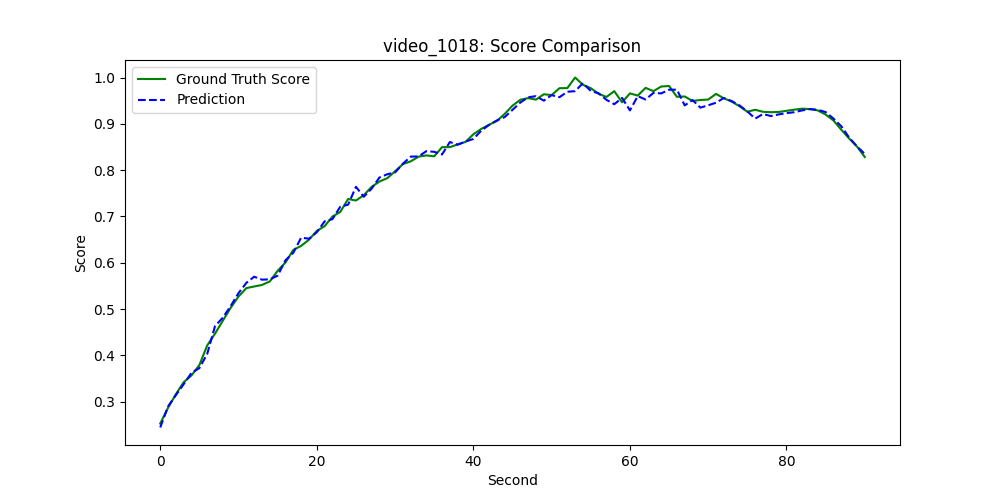 video_1018: Score Comparison
Ground Truth Score
Prediction
1.0
0.9
0.8
0.7
0.6
0.5
0.4
0.3
Score
0 20 40 60 80
Second